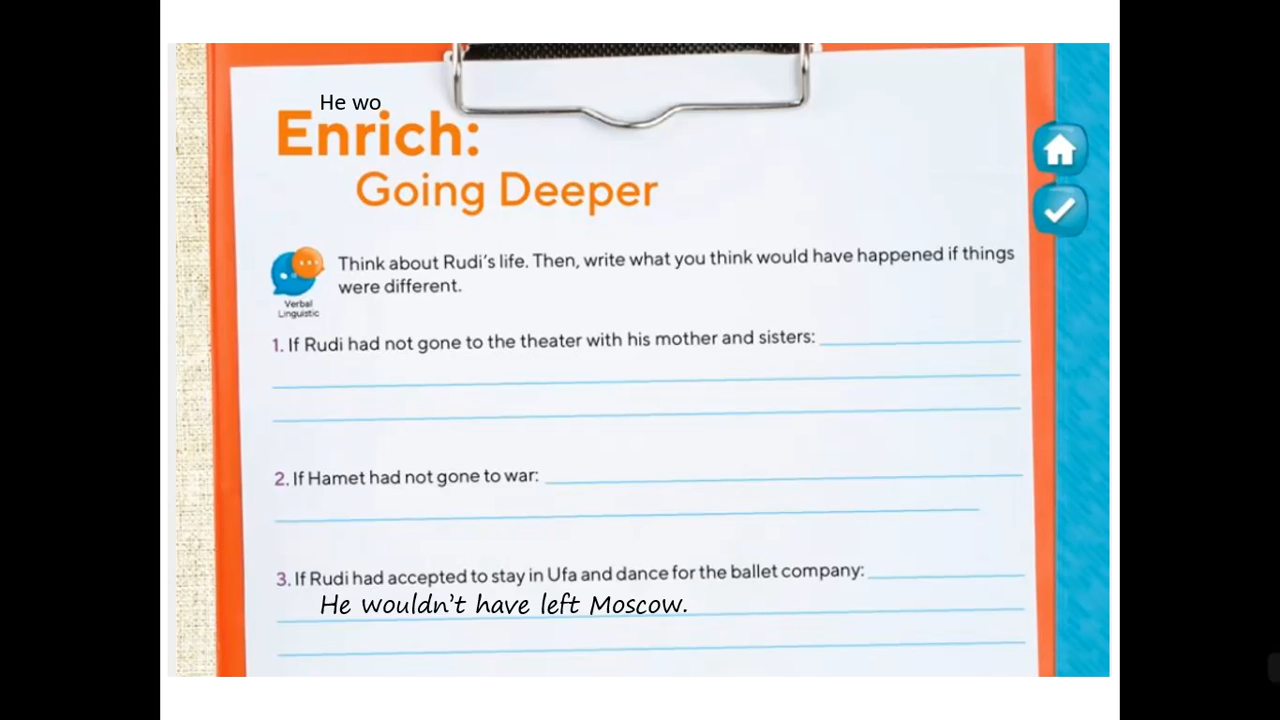 He wo
Enrich:
Going Deeper
Verbal
Linguistic
Think about Rudi's life. Then, write what you think would have happened if things
were different.
1. If Rudi had not gone to the theater with his mother and sisters:
2. If Hamet had not gone to war:
3. If Rudi had accepted to stay in Ufa and dance for the ballet company:
He wouldn't have left Moscow.